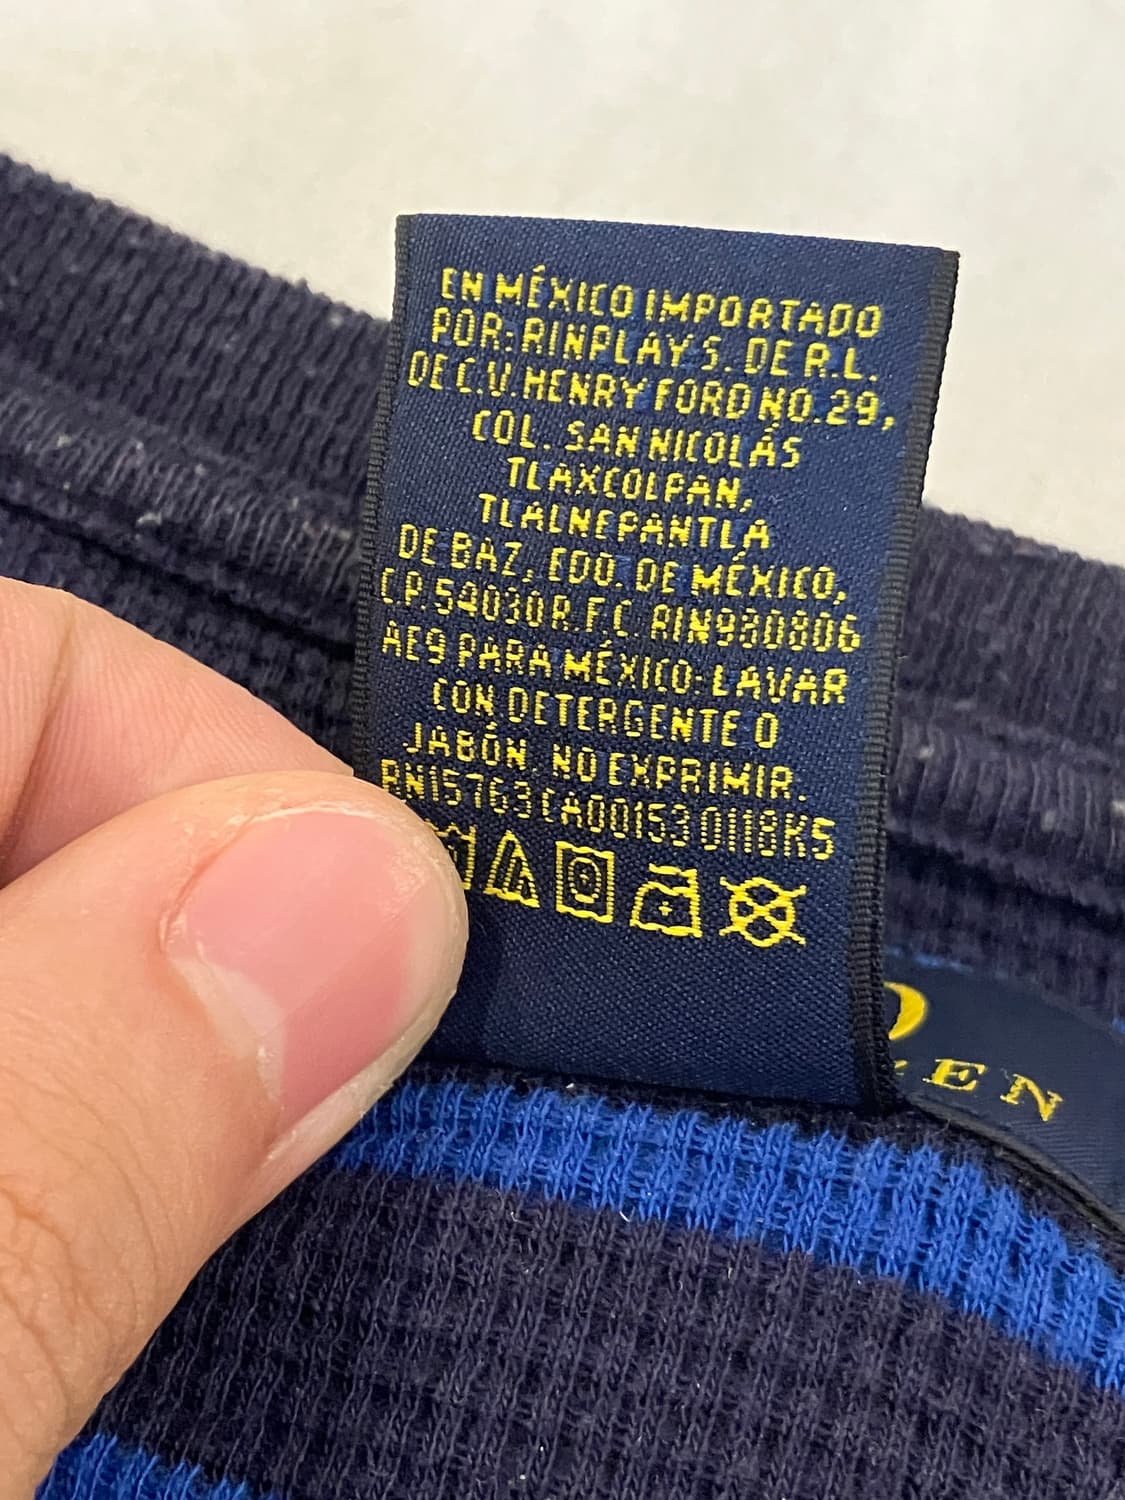 EN MÉXICO IMPORTADO
POR: RINPLAY S. DE R.L.
DE C.V. HENRY FORD NO.29,
COL. SAN NICOLÁS
TLAXCOLPAN,
TLALNEPANTLA
DE BAZ, EDO. DE MÉXICO,
C.P. 54030 R.F.C. RIN980806
AE9 PARA MÉXICO: LAVAR
CON DETERGENTE O
JABÓN. NO EXPRIMIR.
RN15763 CA00153 0118KS